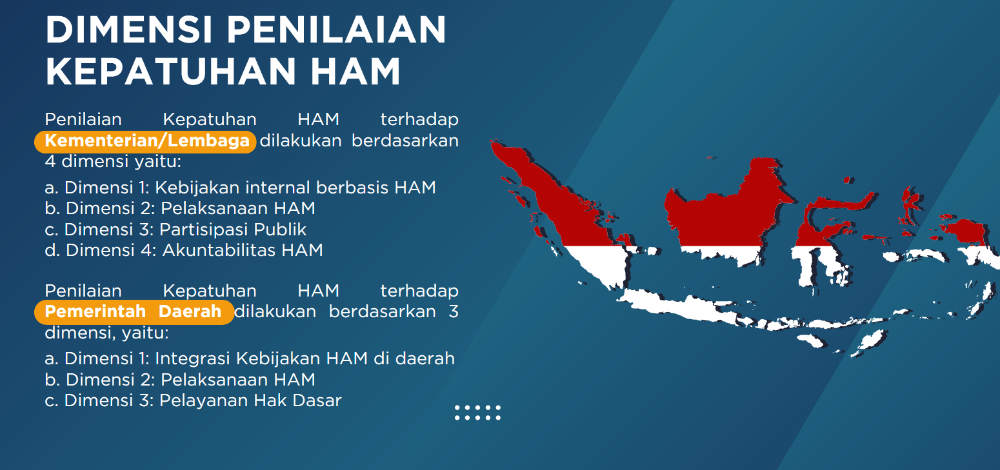 DIMENSI PENILAIAN
KEPATUHAN HAM
Penilaian Kepatuhan HAM terhadap
Kementerian/Lembaga dilakukan berdasarkan
4 dimensi yaitu:
a. Dimensi 1: Kebijakan internal berbasis HAM
b. Dimensi 2: Pelaksanaan HAM
c. Dimensi 3: Partisipasi Publik
d. Dimensi 4: Akuntabilitas HAM
Penilaian Kepatuhan HAM terhadap
Pemerintah Daerah dilakukan berdasarkan 3
dimensi, yaitu:
a. Dimensi 1: Integrasi Kebijakan HAM di daerah
b. Dimensi 2: Pelaksanaan HAM
c. Dimensi 3: Pelayanan Hak Dasar